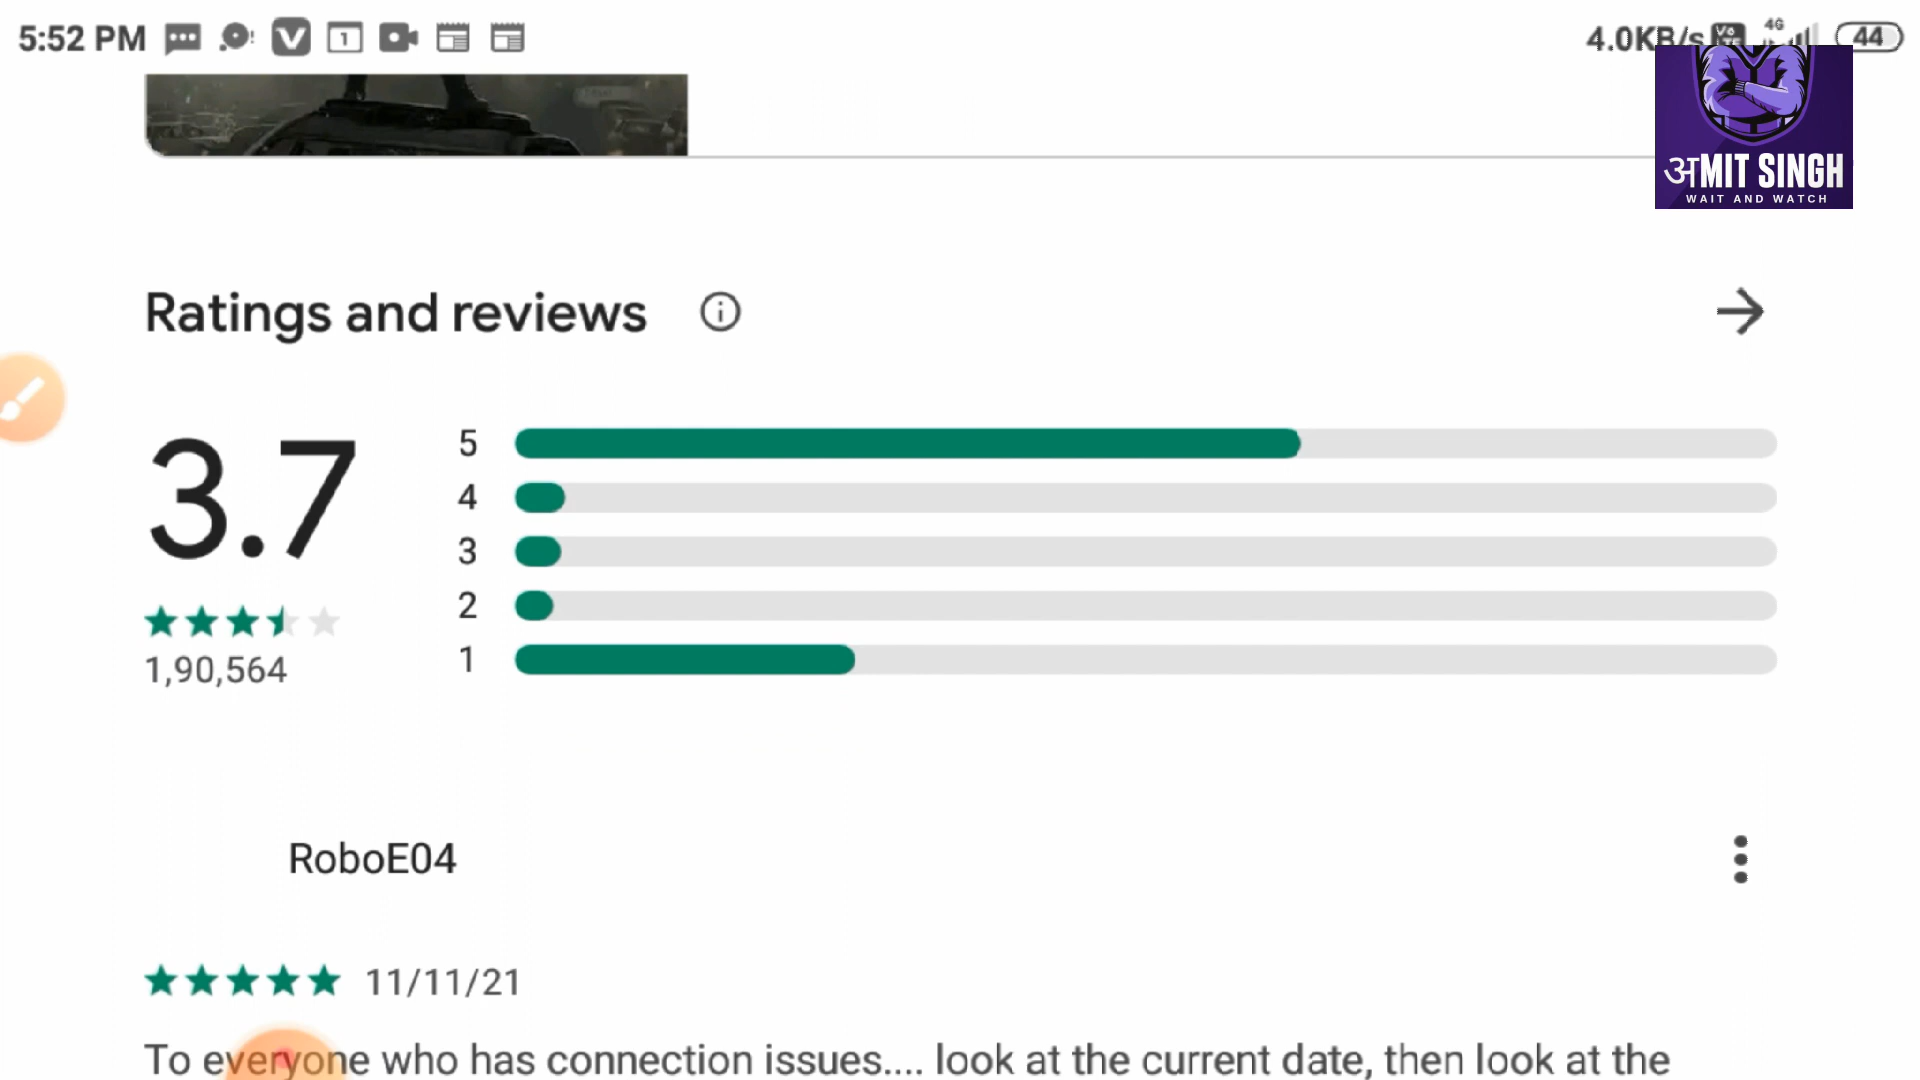 5:52 PM
4.0KB/s
4G
44
अMIT SINGH
WAIT AND WATCH
Ratings and reviews
3.7
5
4
3
2
1
1,90,564
RoboE04
11/11/21
To everyone who has connection issues.... look at the current date, then look at the